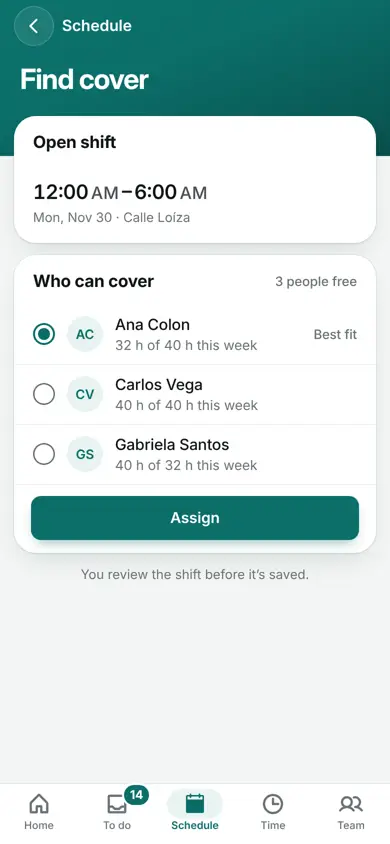 Schedule
Find cover
Open shift
12:00 AM – 6:00 AM
Mon, Nov 30 · Calle Loíza
Who can cover
3 people free
AC
Ana Colon
32 h of 40 h this week
Best fit
CV
Carlos Vega
40 h of 40 h this week
GS
Gabriela Santos
40 h of 32 h this week
Assign
You review the shift before it’s saved.
14
Home
To do
Schedule
Time
Team